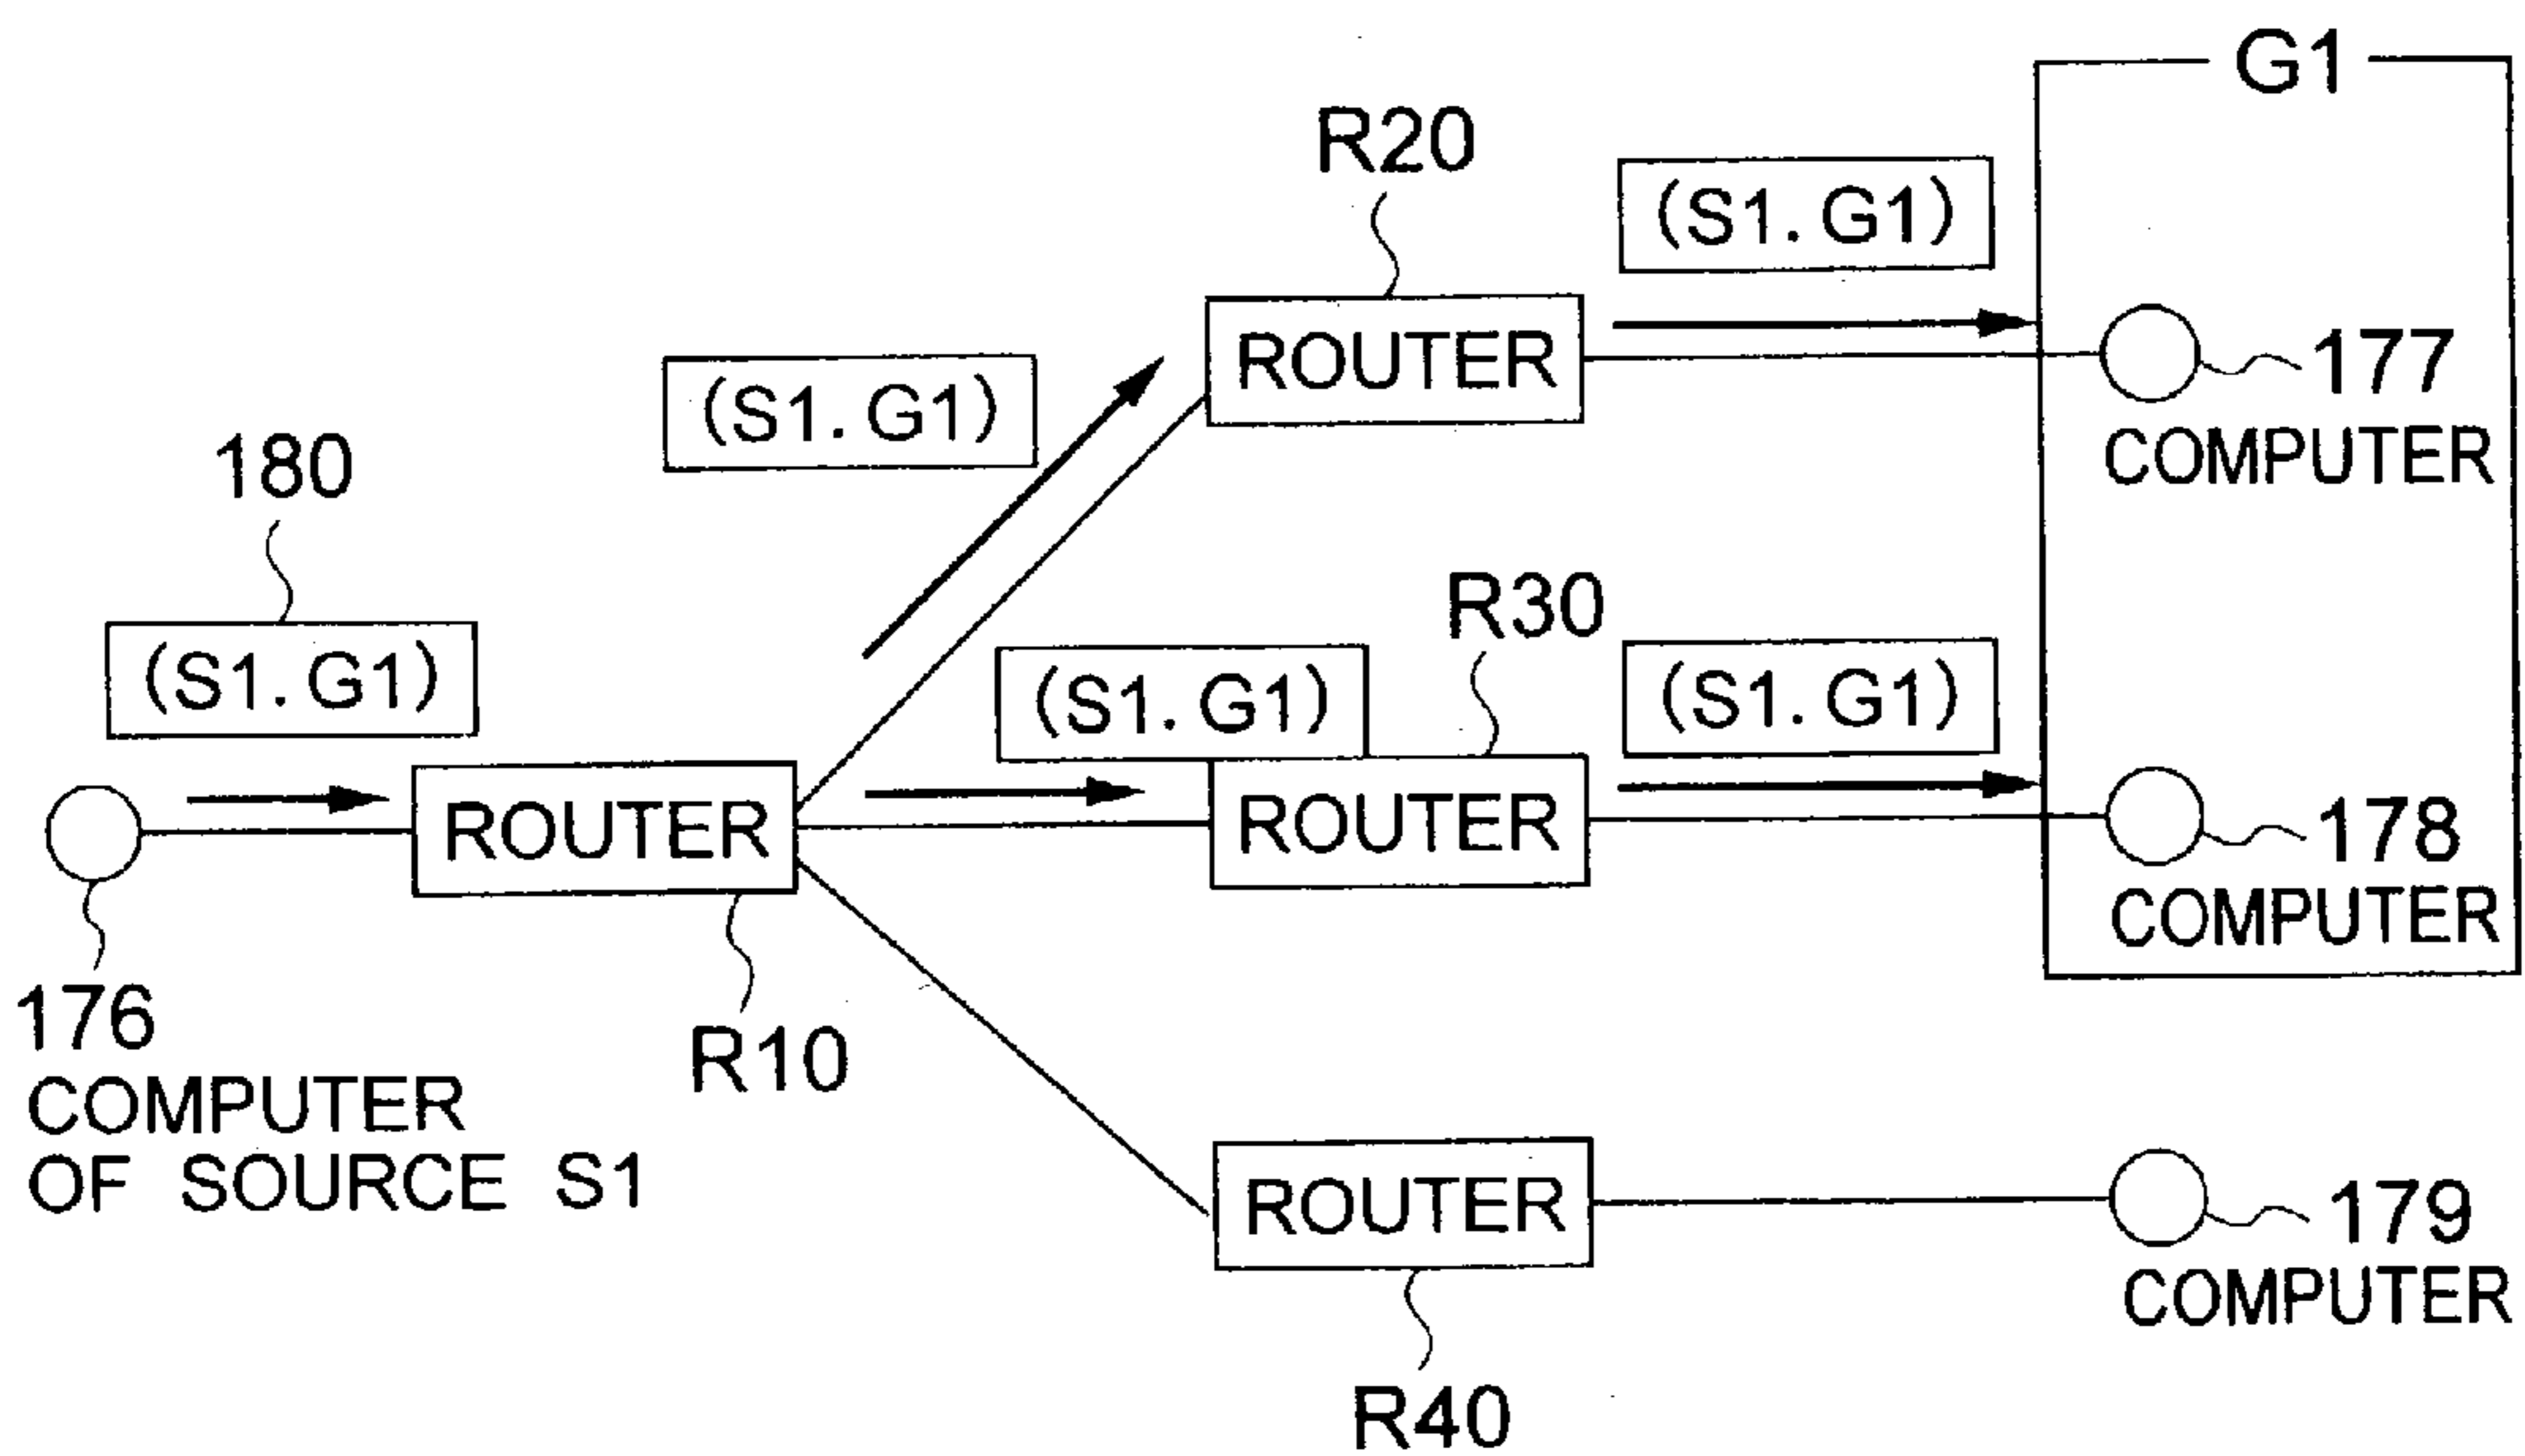 G1
R20
(S1. G1)
ROUTER
(S1. G1)
177
COMPUTER
180
R30
(S1. G1)
(S1. G1)
(S1. G1)
178
ROUTER
ROUTER
COMPUTER
176
R10
COMPUTER
OF SOURCE S1
ROUTER
179
COMPUTER
R40